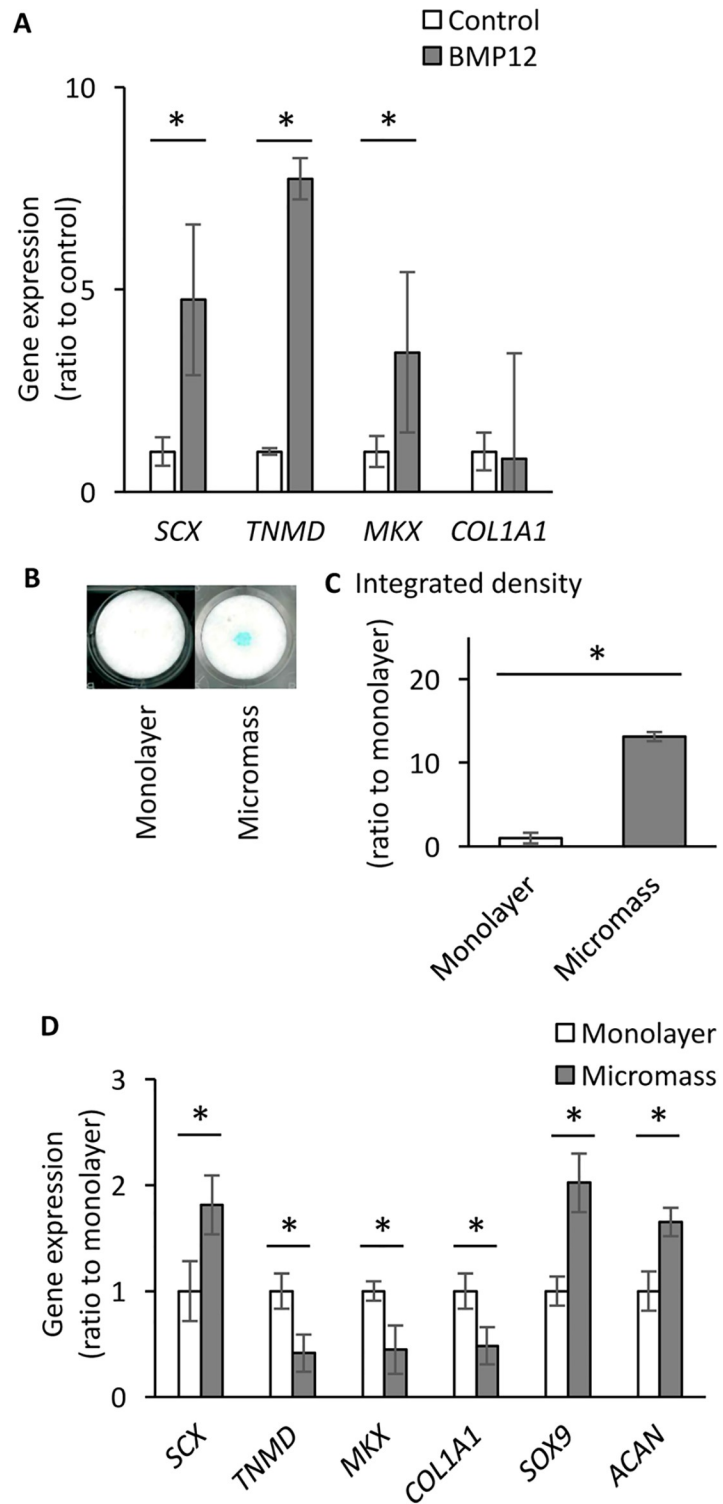 A
Control
BMP12
Gene expression
(ratio to control)
10
5
0
* * *
SCX TNMD MKX COL1A1
B
Monolayer
Micromass
C Integrated density
(ratio to monolayer)
20
10
0
*
Monolayer
Micromass
D
Monolayer
Micromass
Gene expression
(ratio to monolayer)
3
2
1
0
* * * * * *
SCX TNMD MKX COL1A1 SOX9 ACAN